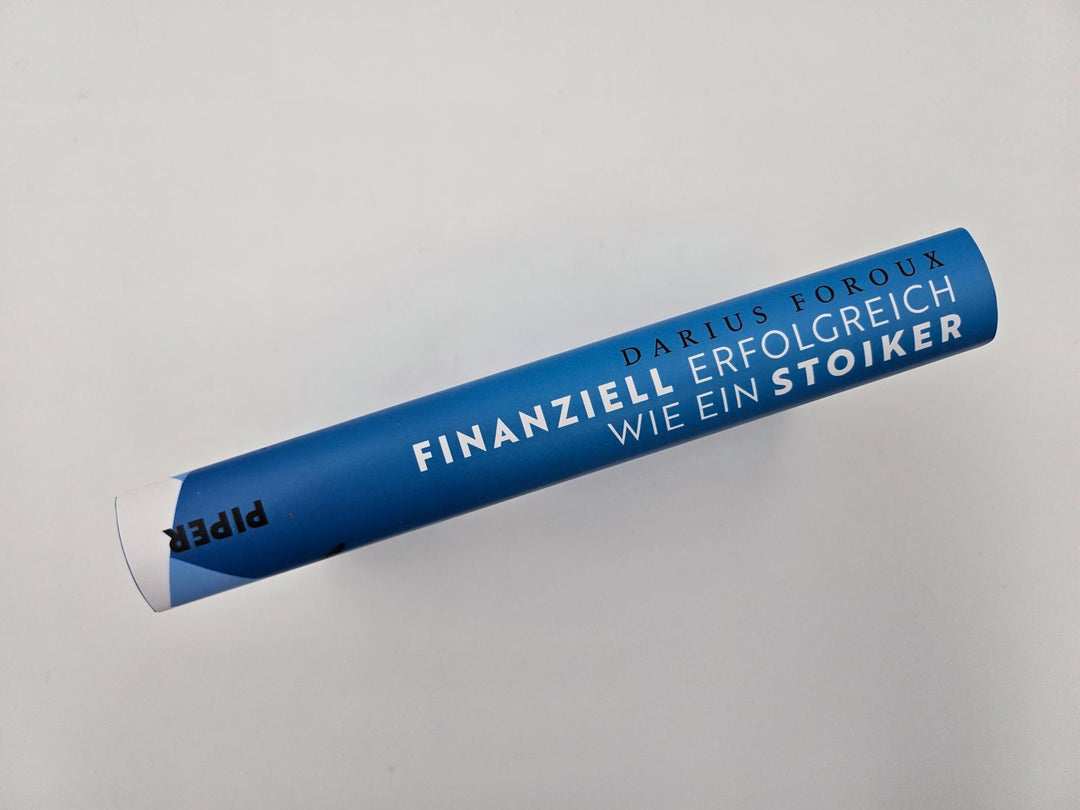 DARIUS FOROUX
FINANZIELL ERFOLGREICH
WIE EIN STOIKER
PIPER